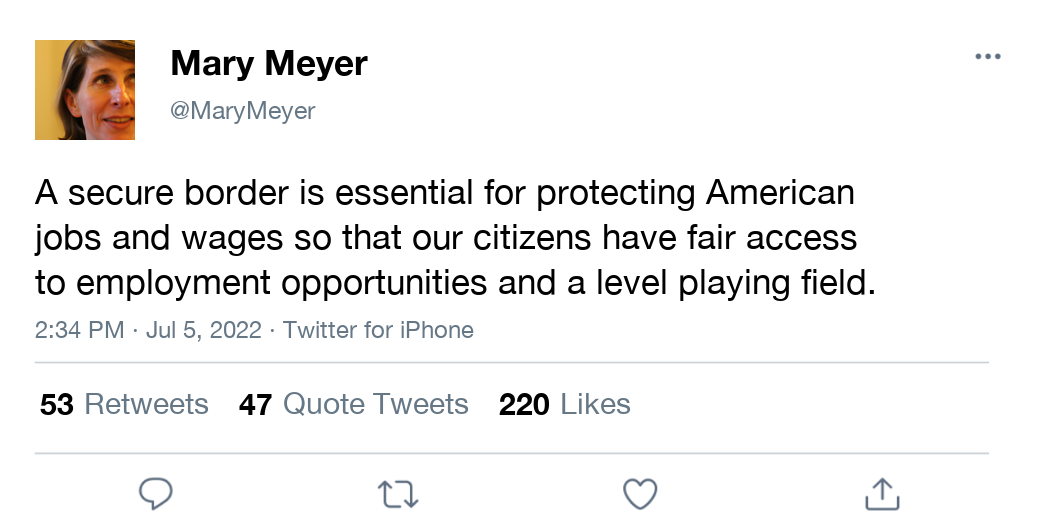 Mary Meyer
@MaryMeyer
A secure border is essential for protecting American
jobs and wages so that our citizens have fair access
to employment opportunities and a level playing field.
2:34 PM · Jul 5, 2022 · Twitter for iPhone
53 Retweets 47 Quote Tweets 220 Likes